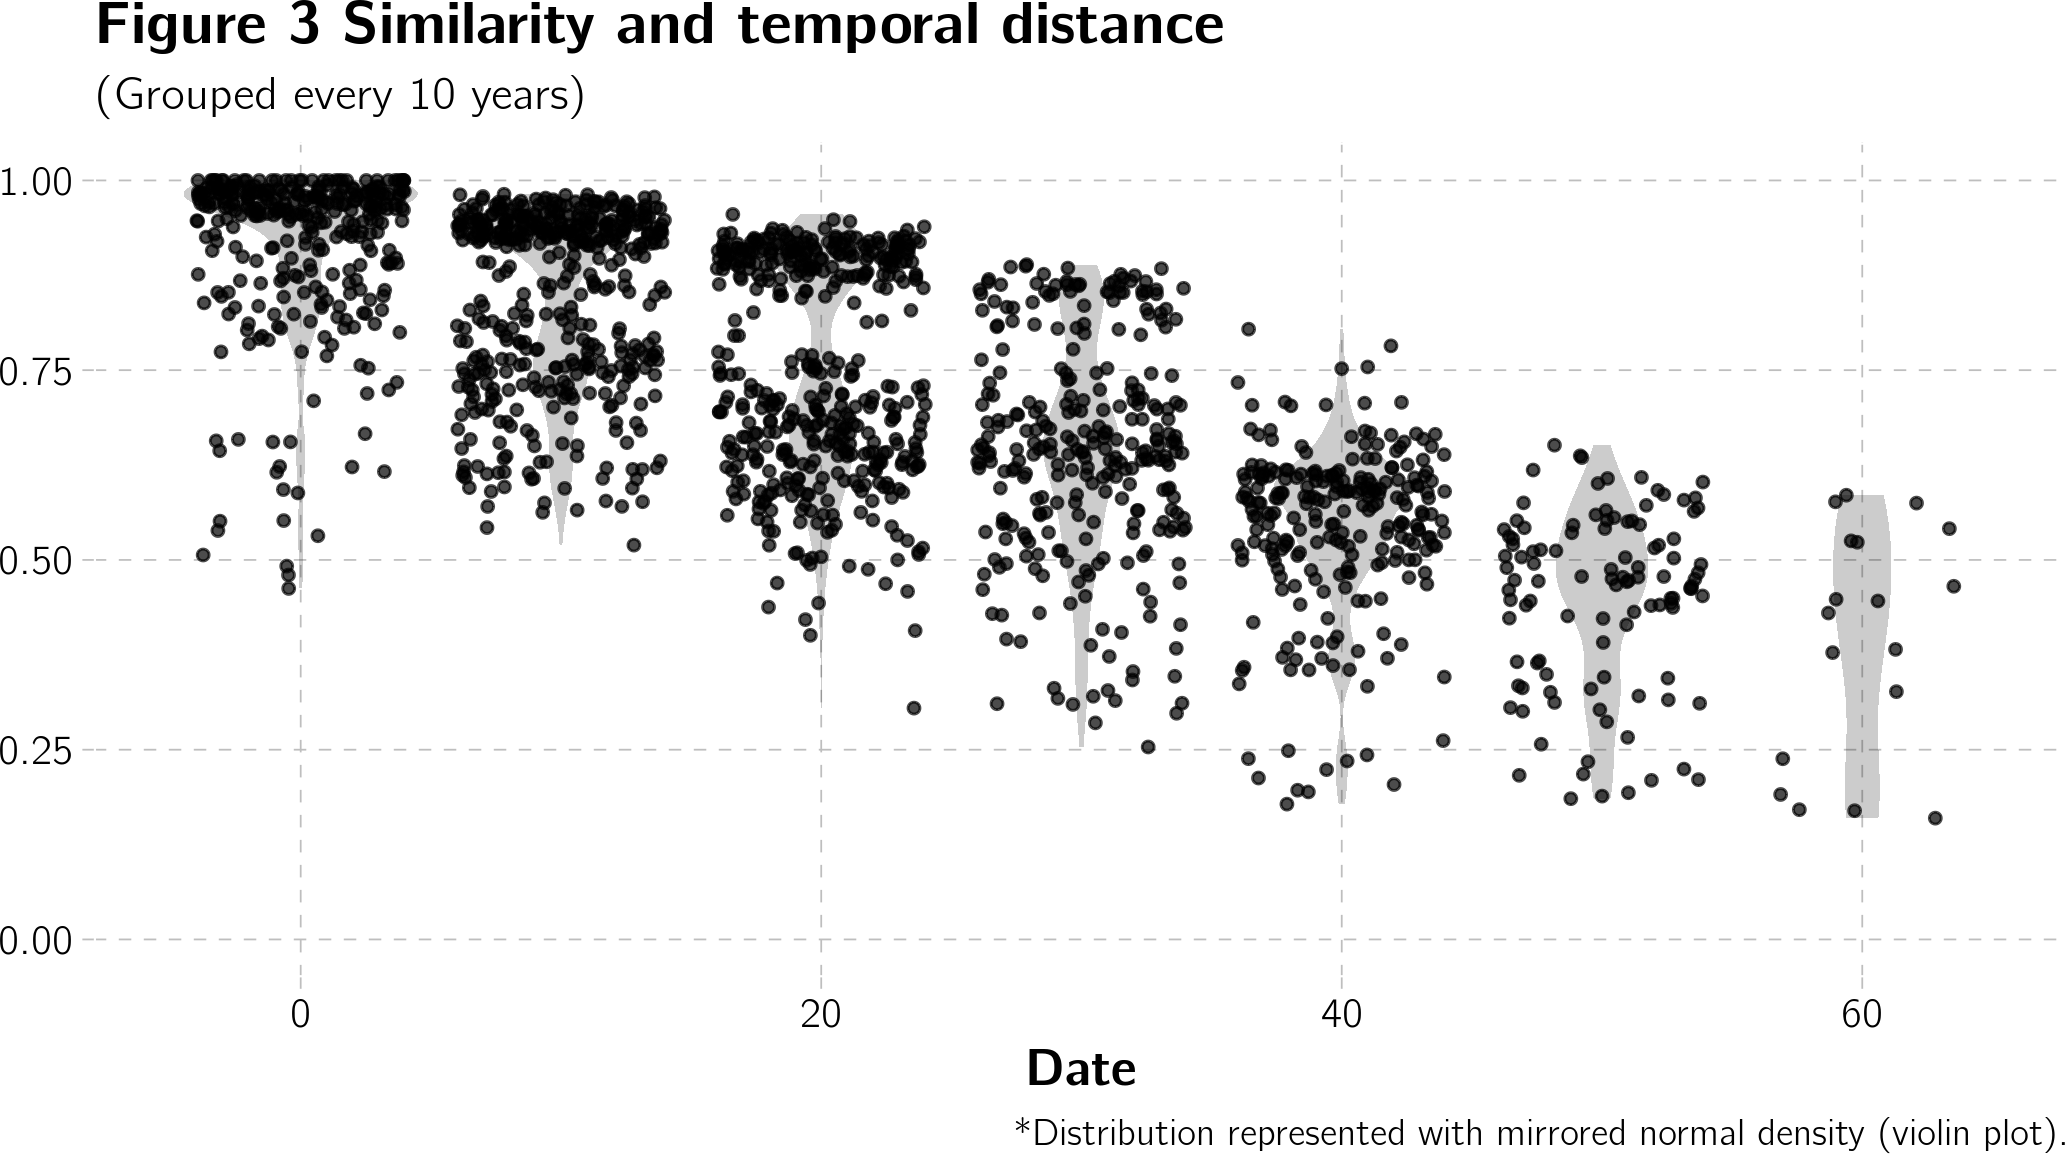 Figure 3 Similarity and temporal distance
(Grouped every 10 years)
1.00
0.75
0.50
0.25
0.00
0 20 40 60
Date
*Distribution represented with mirrored normal density (violin plot).